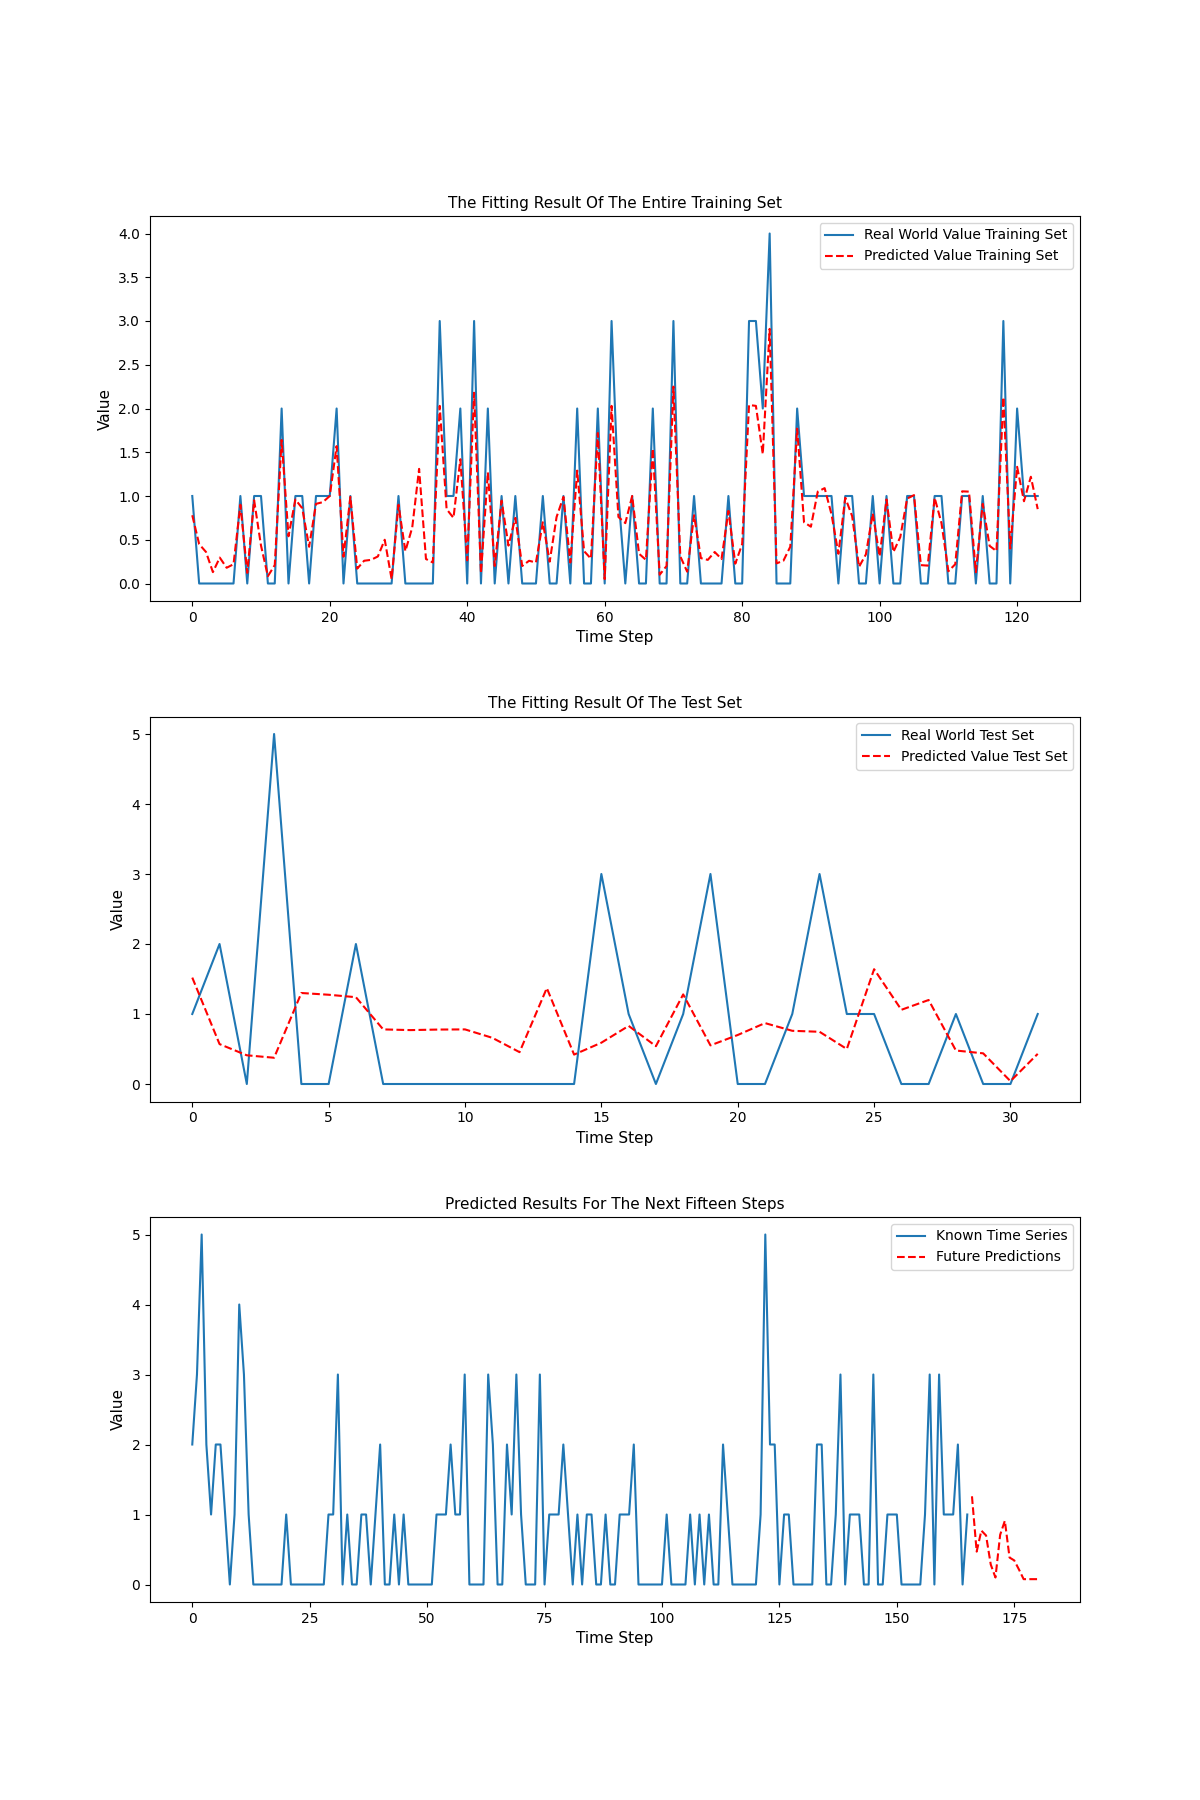 The Fitting Result Of The Entire Training Set
Real World Value Training Set
Predicted Value Training Set
4.0
3.5
3.0
2.5
2.0
1.5
1.0
0.5
0.0
Value
0 20 40 60 80 100 120
Time Step
The Fitting Result Of The Test Set
Real World Test Set
Predicted Value Test Set
5
4
3
2
1
0
Value
0 5 10 15 20 25 30
Time Step
Predicted Results For The Next Fifteen Steps
Known Time Series
Future Predictions
5
4
3
2
1
0
Value
0 25 50 75 100 125 150 175
Time Step